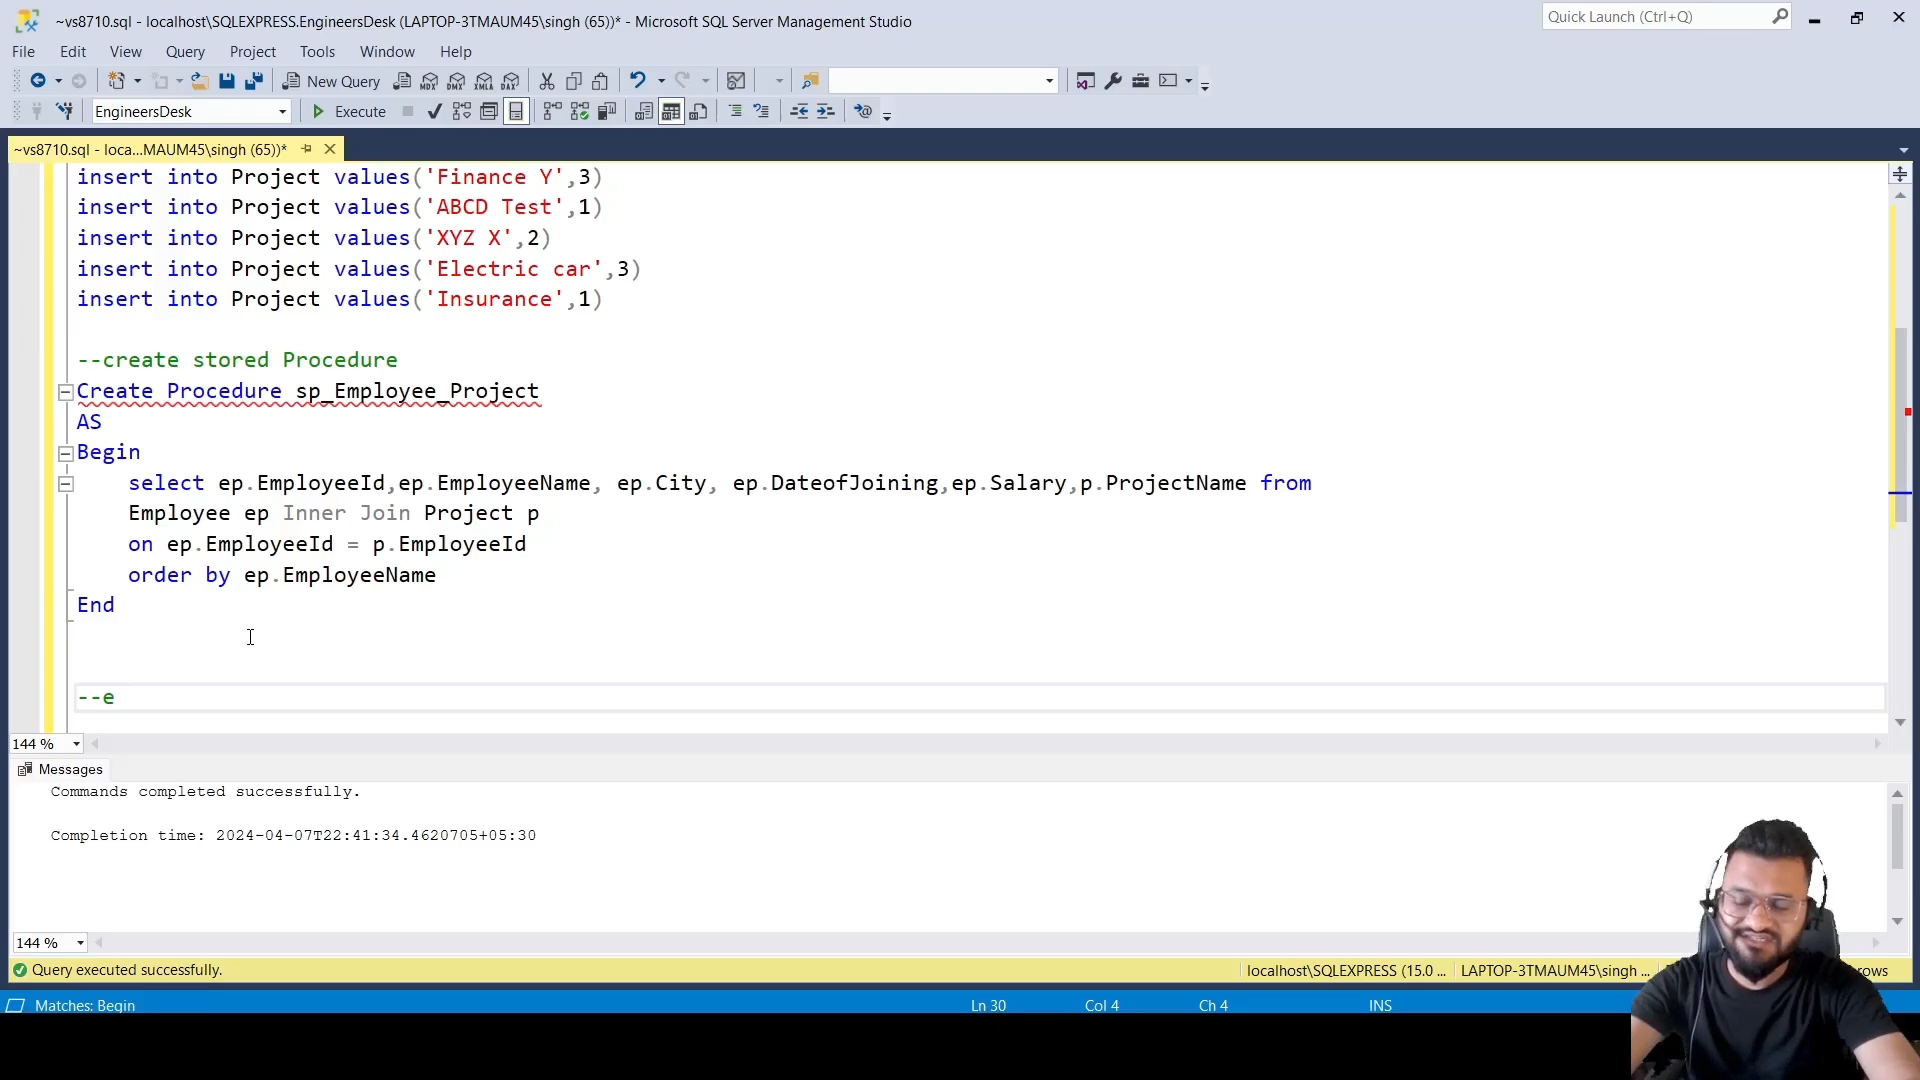 ~vs8710.sql - localhost\SQLEXPRESS.EngineersDesk (LAPTOP-3TMAUM45\singh (65))* - Microsoft SQL Server Management Studio
Quick Launch (Ctrl+Q)
File Edit View Query Project Tools Window Help
New Query MDX DMX XMLA DAX
EngineersDesk Execute
~vs8710.sql - loca...MAUM45\singh (65))*
insert into Project values('Finance Y',3)
insert into Project values('ABCD Test',1)
insert into Project values('XYZ X',2)
insert into Project values('Electric car',3)
insert into Project values('Insurance',1)
--create stored Procedure
Create Procedure sp_Employee_Project
AS
Begin
select ep.EmployeeId,ep.EmployeeName, ep.City, ep.DateofJoining,ep.Salary,p.ProjectName from
Employee ep Inner Join Project p
on ep.EmployeeId = p.EmployeeId
order by ep.EmployeeName
End
--e
144 %
Messages
Commands completed successfully.
Completion time: 2024-04-07T22:41:34.4620705+05:30
144 %
Query executed successfully. localhost\SQLEXPRESS (15.0 ... LAPTOP-3TMAUM45\singh ... rows
Matches: Begin Ln 30 Col 4 Ch 4 INS